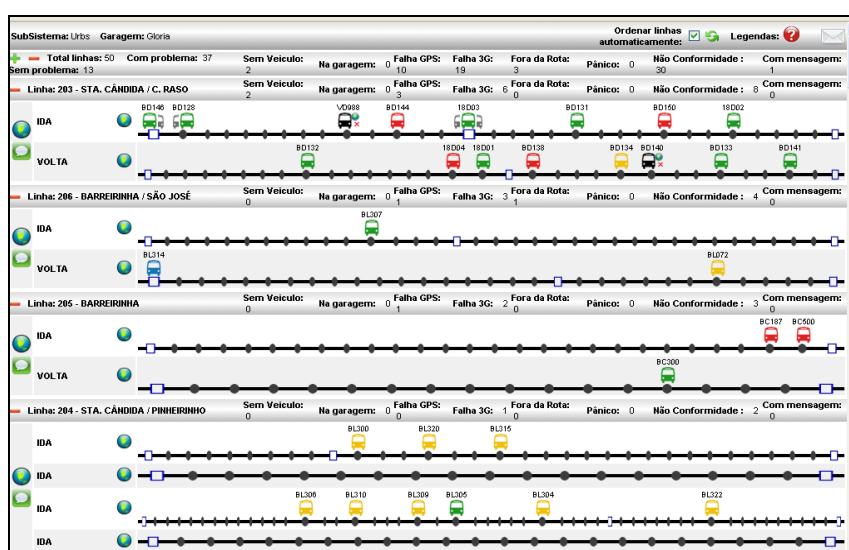 SubSistema: Urbs Garagem: Gloria Ordenar linhas automaticamente: Legendas:
Total linhas: 50 Com problema: 37 Sem problema: 13 Sem Veiculo: 2 Na garagem: 0 Falha GPS: 10 Falha 3G: 19 Fora da Rota: 3 Pânico: 0 Não Conformidade : 30 Com mensagem: 1
Linha: 203 - STA. CÂNDIDA / C. RASO Sem Veiculo: 2 Na garagem: 0 Falha GPS: 3 Falha 3G: 6 Fora da Rota: 0 Pânico: 0 Não Conformidade : 8 Com mensagem: 0
BD146 BD128 VD988 BD144 18D03 BD131 BD150 18D02
IDA
BD132 18D04 18D01 BD138 BD134 BD140 BD133 BD141
VOLTA
Linha: 206 - BARREIRINHA / SÃO JOSÉ Sem Veiculo: 0 Na garagem: 0 Falha GPS: 1 Falha 3G: 3 Fora da Rota: 1 Pânico: 0 Não Conformidade : 4 Com mensagem: 0
BL307
IDA
BL314 BL072
VOLTA
Linha: 205 - BARREIRINHA Sem Veiculo: 0 Na garagem: 0 Falha GPS: 1 Falha 3G: 2 Fora da Rota: 0 Pânico: 0 Não Conformidade : 3 Com mensagem: 0
BC187 BC500
IDA
BC300
VOLTA
Linha: 204 - STA. CÂNDIDA / PINHEIRINHO Sem Veiculo: 0 Na garagem: 0 Falha GPS: 0 Falha 3G: 1 Fora da Rota: 0 Pânico: 0 Não Conformidade : 2 Com mensagem: 0
BL300 BL320 BL315
IDA
IDA
BL306 BL310 BL309 BL305 BL304 BL322
IDA
IDA